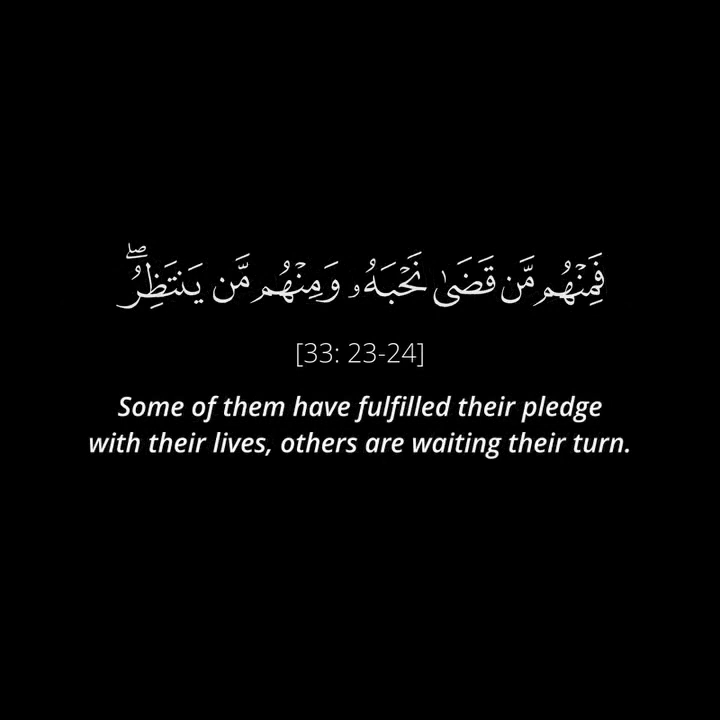 فَمِنْهُم مَّن قَضَىٰ نَحْبَهُۥ وَمِنْهُم مَّن يَنتَظِرُ ۖ
[33: 23-24]
Some of them have fulfilled their pledge
with their lives, others are waiting their turn.